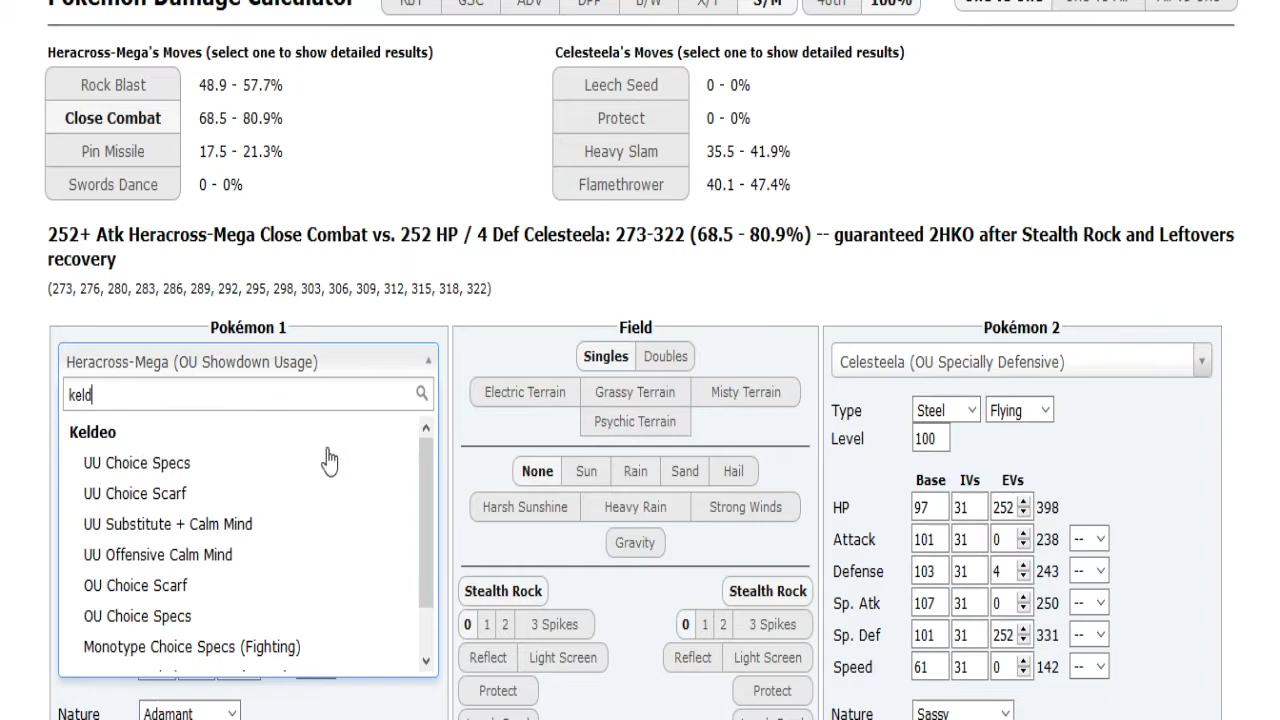 Pokémon Damage Calculator RBY GSC ADV DPP B/W X/Y S/M 100%
Heracross-Mega's Moves (select one to show detailed results) Celesteela's Moves (select one to show detailed results)
Rock Blast 48.9 - 57.7% Leech Seed 0 - 0%
Close Combat 68.5 - 80.9% Protect 0 - 0%
Pin Missile 17.5 - 21.3% Heavy Slam 35.5 - 41.9%
Swords Dance 0 - 0% Flamethrower 40.1 - 47.4%
252+ Atk Heracross-Mega Close Combat vs. 252 HP / 4 Def Celesteela: 273-322 (68.5 - 80.9%) -- guaranteed 2HKO after Stealth Rock and Leftovers
recovery
(273, 276, 280, 283, 286, 289, 292, 295, 298, 303, 306, 309, 312, 315, 318, 322)
Pokémon 1 Field Pokémon 2
Heracross-Mega (OU Showdown Usage) Singles Doubles Celesteela (OU Specially Defensive)
keld Electric Terrain Grassy Terrain Misty Terrain Type Steel Flying
Keldeo Psychic Terrain Level 100
UU Choice Specs None Sun Rain Sand Hail Base IVs EVs
UU Choice Scarf Harsh Sunshine Heavy Rain Strong Winds HP 97 31 252 398
UU Substitute + Calm Mind Gravity Attack 101 31 0 238 --
UU Offensive Calm Mind Defense 103 31 4 243 --
OU Choice Scarf Stealth Rock Stealth Rock Sp. Atk 107 31 0 250 --
OU Choice Specs 0 1 2 3 Spikes 0 1 2 3 Spikes Sp. Def 101 31 252 331 --
Monotype Choice Specs (Fighting) Reflect Light Screen Reflect Light Screen Speed 61 31 0 142 --
Protect Protect
Nature Adamant Nature Sassy